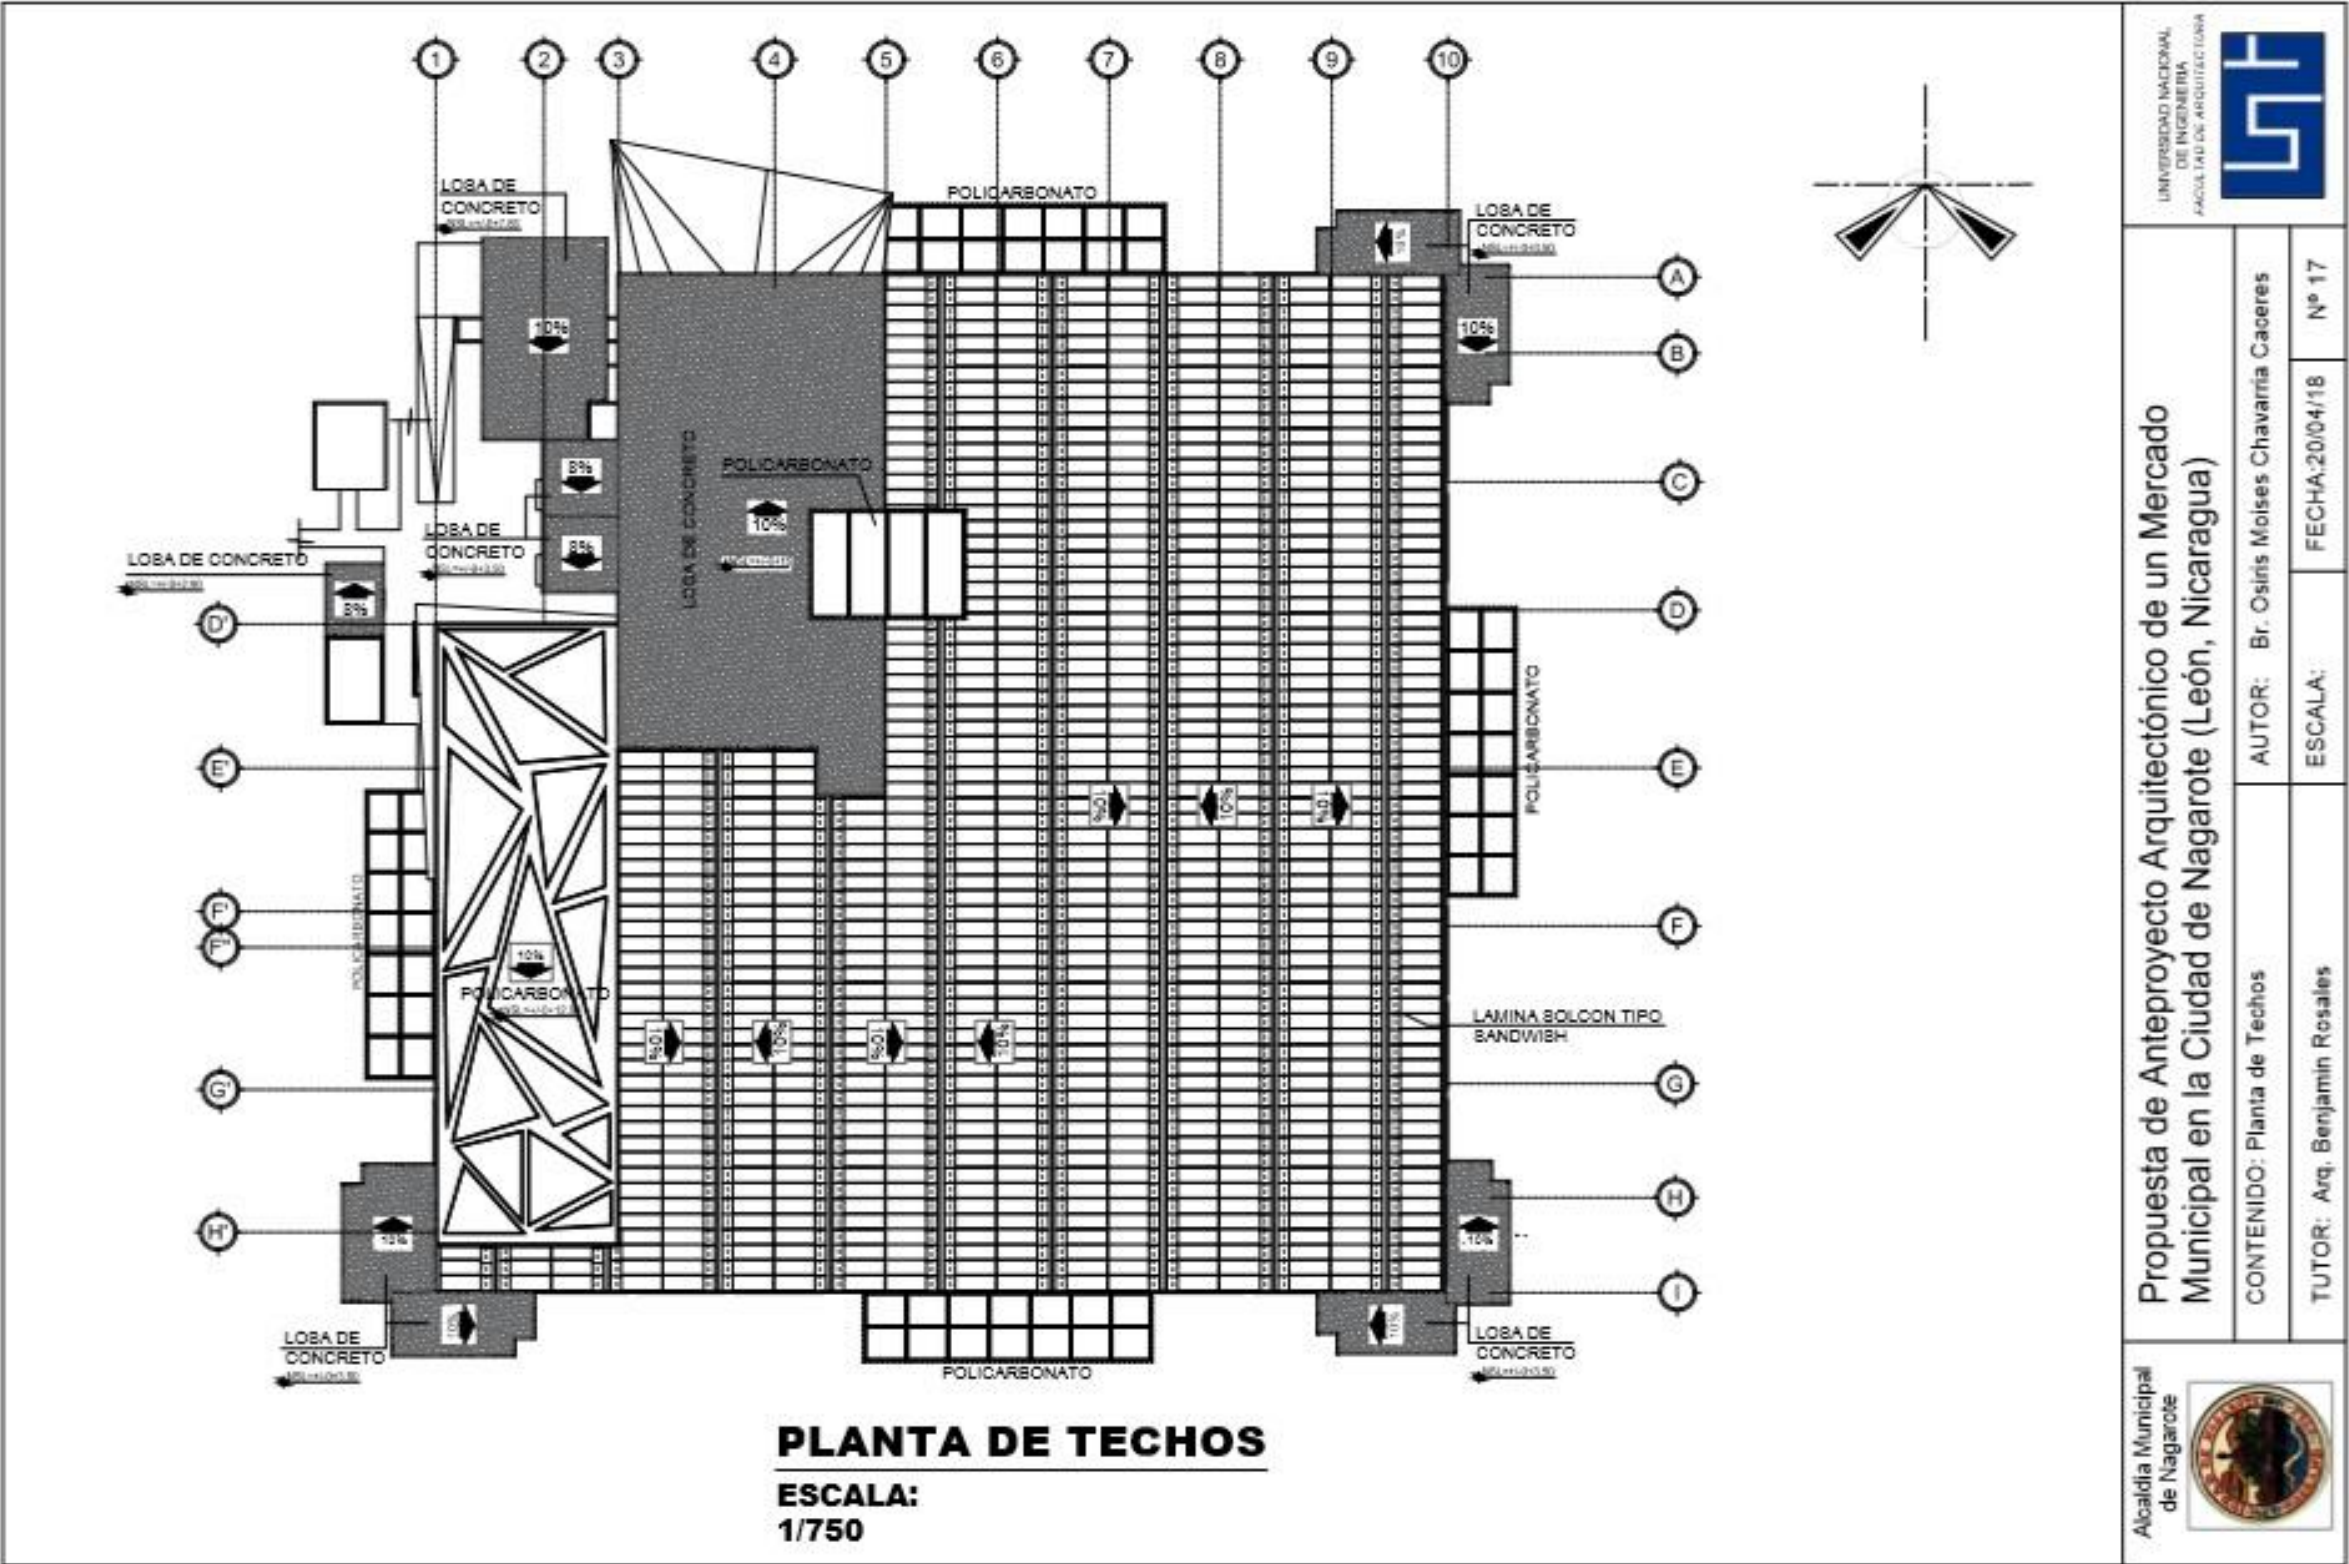 1
2
3
4
5
6
7
8
9
10
LOSA DE
CONCRETO
POLICARBONATO
LOSA DE
CONCRETO
A
10%
10%
B
8%
LOSA DE CONCRETO
POLICARBONATO
C
10%
LOSA DE
CONCRETO
8%
LOSA DE CONCRETO
8%
D'
D
POLICARBONATO
E'
E
10%
10%
10%
POLICARBONATO
F'
F
F"
10%
POLICARBONATO
LAMINA SOLCON TIPO
SANDWISH
10%
10%
10%
10%
G'
G
H
H'
10%
10%
I
10%
10%
LOSA DE
CONCRETO
LOSA DE
CONCRETO
POLICARBONATO
PLANTA DE TECHOS
ESCALA:
1/750
UNIVERSIDAD NACIONAL
DE INGENIERIA
FACULTAD DE ARQUITECTURA
Propuesta de Anteproyecto Arquitectónico de un Mercado
Municipal en la Ciudad de Nagarote (León, Nicaragua)
CONTENIDO: Planta de Techos
AUTOR: Br. Osiris Moises Chavarria Caceres
TUTOR: Arq. Benjamin Rosales
ESCALA:
FECHA:20/04/18
Nº 17
Alcaldia Municipal
de Nagarote